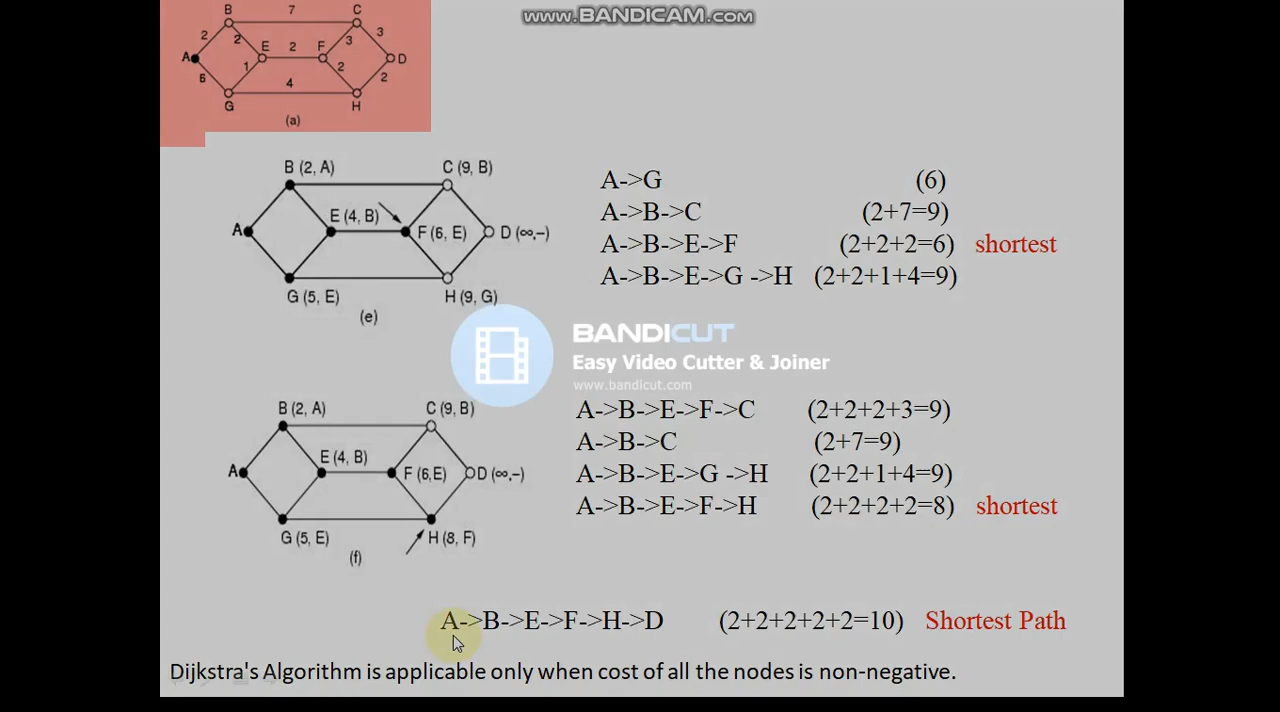 www.BANDICAM.com
B 7 C
2 2 3 3
A E 2 F D
6 1 2 2
4
G H
(a)
B (2, A) C (9, B)
A->G (6)
A->B->C (2+7=9)
A E (4, B) F (6, E) D (∞,-)
A->B->E->F (2+2+2=6) shortest
A->B->E->G ->H (2+2+1+4=9)
G (5, E) H (9, G)
(e)
BANDICUT
Easy Video Cutter & Joiner
www.bandicut.com
B (2, A) C (9, B)
A->B->E->F->C (2+2+2+3=9)
A->B->C (2+7=9)
A E (4, B) F (6,E) D (∞,-)
A->B->E->G ->H (2+2+1+4=9)
A->B->E->F->H (2+2+2+2=8) shortest
G (5, E) H (8, F)
(f)
A->B->E->F->H->D (2+2+2+2+2=10) Shortest Path
Dijkstra's Algorithm is applicable only when cost of all the nodes is non-negative.